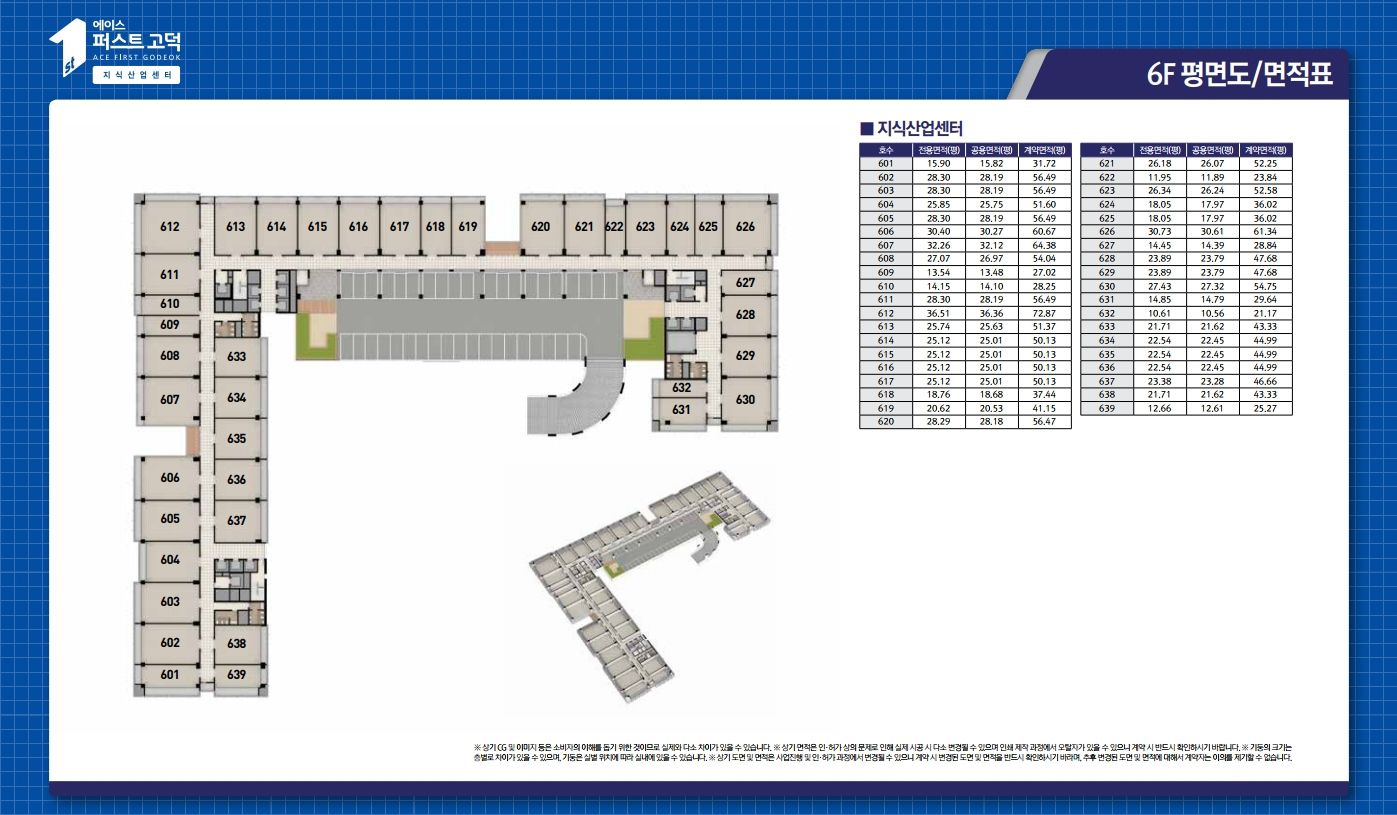 에이스
퍼스트 고덕
ACE FIRST GODEOK
지식산업센터
1st
6F 평면도/면적표
■ 지식산업센터
호수 전용면적(평) 공용면적(평) 계약면적(평)
601 15.90 15.82 31.72
602 28.30 28.19 56.49
603 28.30 28.19 56.49
604 25.85 25.75 51.60
605 28.30 28.19 56.49
606 30.40 30.27 60.67
607 32.26 32.12 64.38
608 27.07 26.97 54.04
609 13.54 13.48 27.02
610 14.15 14.10 28.25
611 28.30 28.19 56.49
612 36.51 36.36 72.87
613 25.74 25.63 51.37
614 25.12 25.01 50.13
615 25.12 25.01 50.13
616 25.12 25.01 50.13
617 25.12 25.01 50.13
618 18.76 18.68 37.44
619 20.62 20.53 41.15
620 28.29 28.18 56.47
호수 전용면적(평) 공용면적(평) 계약면적(평)
621 26.18 26.07 52.25
622 11.95 11.89 23.84
623 26.34 26.24 52.58
624 18.05 17.97 36.02
625 18.05 17.97 36.02
626 30.73 30.61 61.34
627 14.45 14.39 28.84
628 23.89 23.79 47.68
629 23.89 23.79 47.68
630 27.43 27.32 54.75
631 14.85 14.79 29.64
632 10.61 10.56 21.17
633 21.71 21.62 43.33
634 22.54 22.45 44.99
635 22.54 22.45 44.99
636 22.54 22.45 44.99
637 23.38 23.28 46.66
638 21.71 21.62 43.33
639 12.66 12.61 25.27
612 613 614 615 616 617 618 619 620 621 622 623 624 625 626
611
627
610
628
609
608 633
629
607 634
632
630
631
635
606 636
605 637
604
603
602 638
601 639
※ 상기 CG 및 이미지 등은 소비자의 이해를 돕기 위한 것이므로 실제와 다소 차이가 있을 수 있습니다. ※ 상기 면적은 인·허가 상의 문제로 인해 실제 시공 시 다소 변경될 수 있으며 인쇄 제작 과정에서 오탈자가 있을 수 있으니 계약 시 반드시 확인하시기 바랍니다. ※ 기둥의 크기는
층별로 차이가 있을 수 있으며, 기둥은 실별 위치에 따라 실내에 있을 수 있습니다. ※ 상기 도면 및 면적은 사업진행 및 인·허가 과정에서 변경될 수 있으니 계약 시 변경된 도면 및 면적을 반드시 확인하시기 바라며, 추후 변경된 도면 및 면적에 대해서 계약자는 이의를 제기할 수 없습니다.